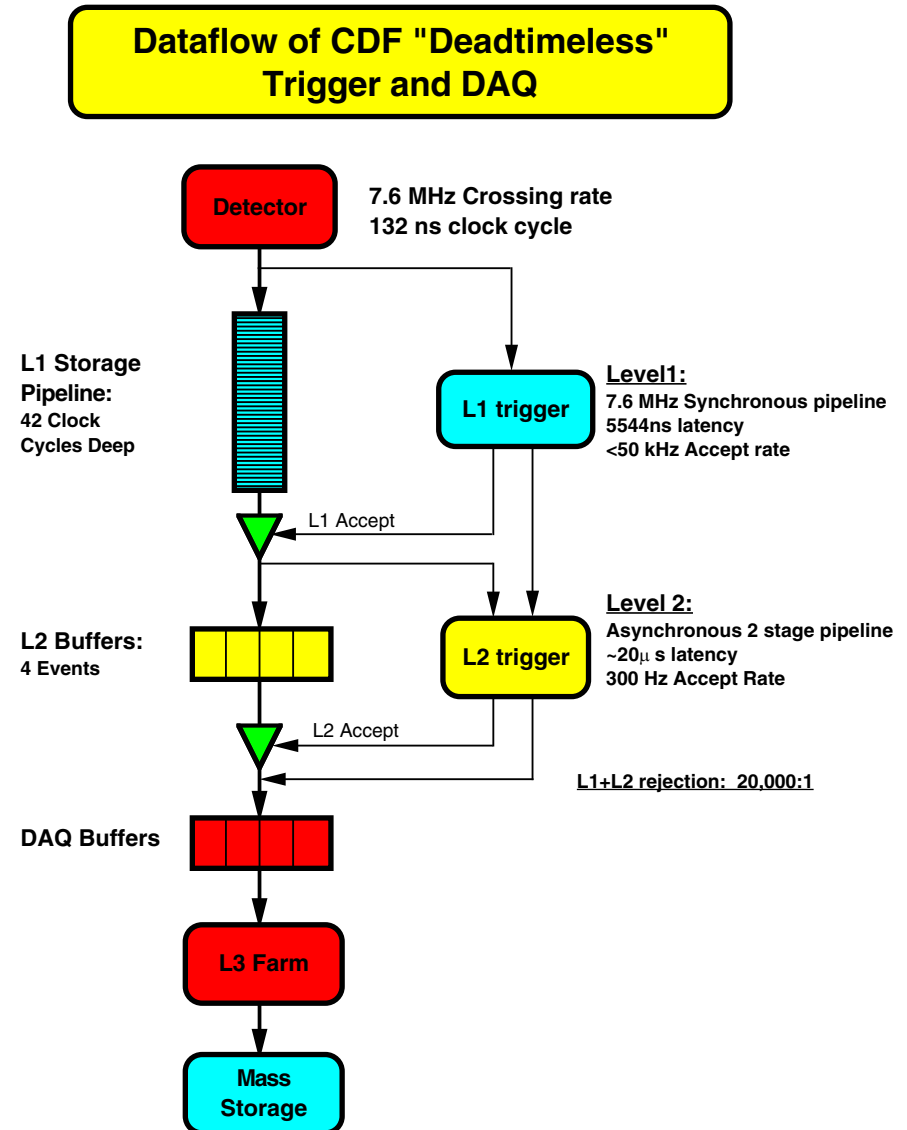 Dataflow of CDF "Deadtimeless"
Trigger and DAQ
Detector
7.6 MHz Crossing rate
132 ns clock cycle
L1 Storage
Pipeline:
42 Clock
Cycles Deep
L1 trigger
Level1:
7.6 MHz Synchronous pipeline
5544ns latency
<50 kHz Accept rate
L1 Accept
L2 Buffers:
4 Events
L2 trigger
Level 2:
Asynchronous 2 stage pipeline
~20μ s latency
300 Hz Accept Rate
L2 Accept
L1+L2 rejection: 20,000:1
DAQ Buffers
L3 Farm
Mass
Storage